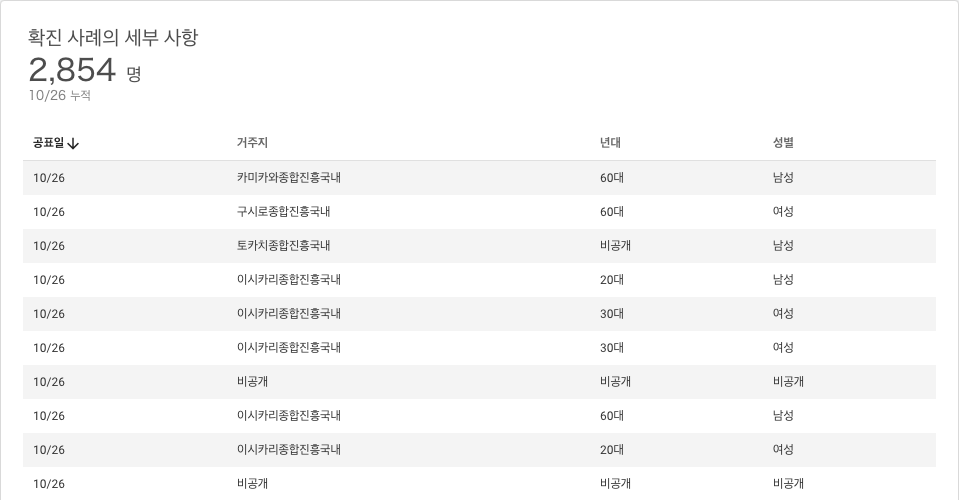 확진 사례의 세부 사항
2,854 명
10/26 누적
공표일 거주지 년대 성별
10/26 카미카와종합진흥국내 60대 남성
10/26 구시로종합진흥국내 60대 여성
10/26 토카치종합진흥국내 비공개 남성
10/26 이시카리종합진흥국내 20대 남성
10/26 이시카리종합진흥국내 30대 여성
10/26 이시카리종합진흥국내 30대 여성
10/26 비공개 비공개 비공개
10/26 이시카리종합진흥국내 60대 남성
10/26 이시카리종합진흥국내 20대 여성
10/26 비공개 비공개 비공개